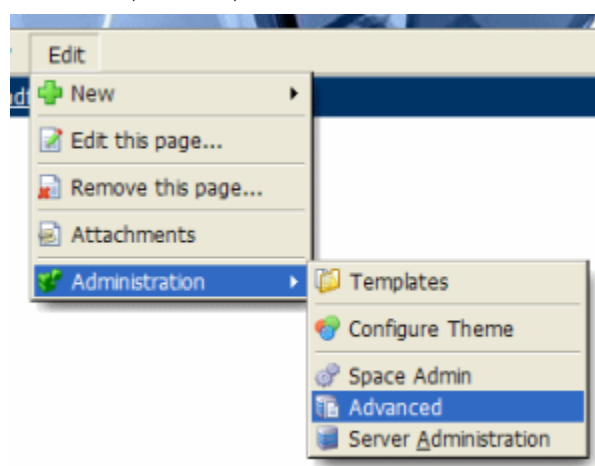 Edit
New
Edit this page...
Remove this page...
Attachments
Administration
Templates
Configure Theme
Space Admin
Advanced
Server Administration